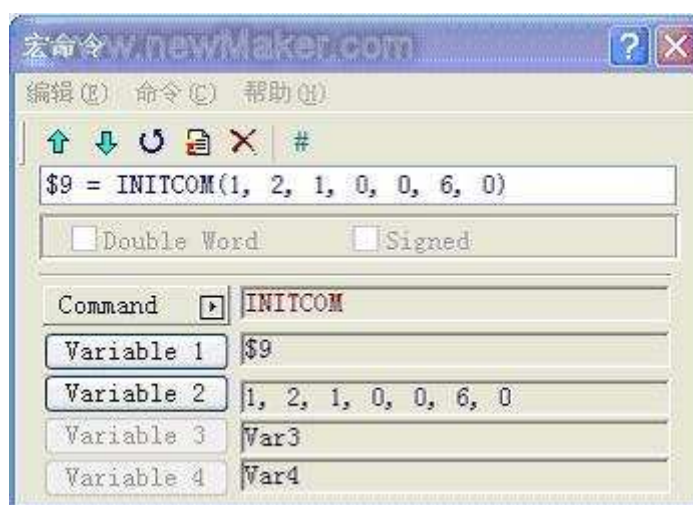 宏命令
www.newMaker.com
编辑(E) 命令(C) 帮助(H)
#
$9 = INITCOM(1, 2, 1, 0, 0, 6, 0)
Double Word Signed
Command INITCOM
Variable 1 $9
Variable 2 1, 2, 1, 0, 0, 6, 0
Variable 3 Var3
Variable 4 Var4